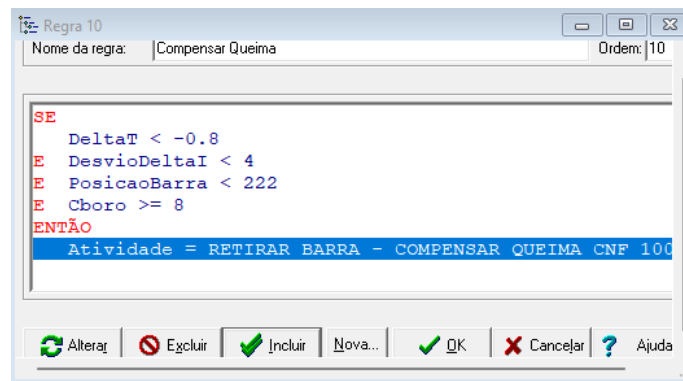 Regra 10
Nome da regra: Compensar Queima Ordem: 10
SE
DeltaT < -0.8
E DesvioDeltaI < 4
E PosicaoBarra < 222
E Cboro >= 8
ENTÃO
Atividade = RETIRAR BARRA - COMPENSAR QUEIMA CNF 100
Alterar Excluir Incluir Nova... OK Cancelar Ajuda